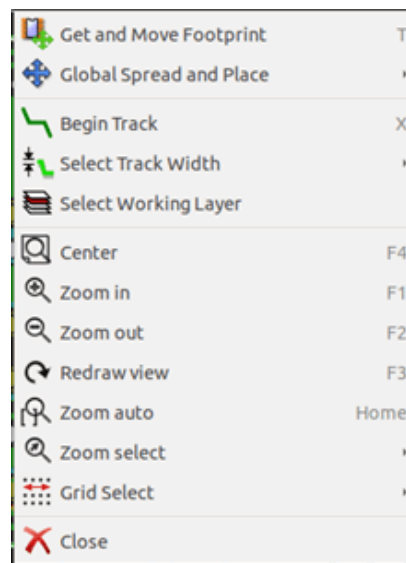 Get and Move Footprint T
Global Spread and Place
Begin Track X
Select Track Width
Select Working Layer
Center F4
Zoom in F1
Zoom out F2
Redraw view F3
Zoom auto Home
Zoom select
Grid Select
Close